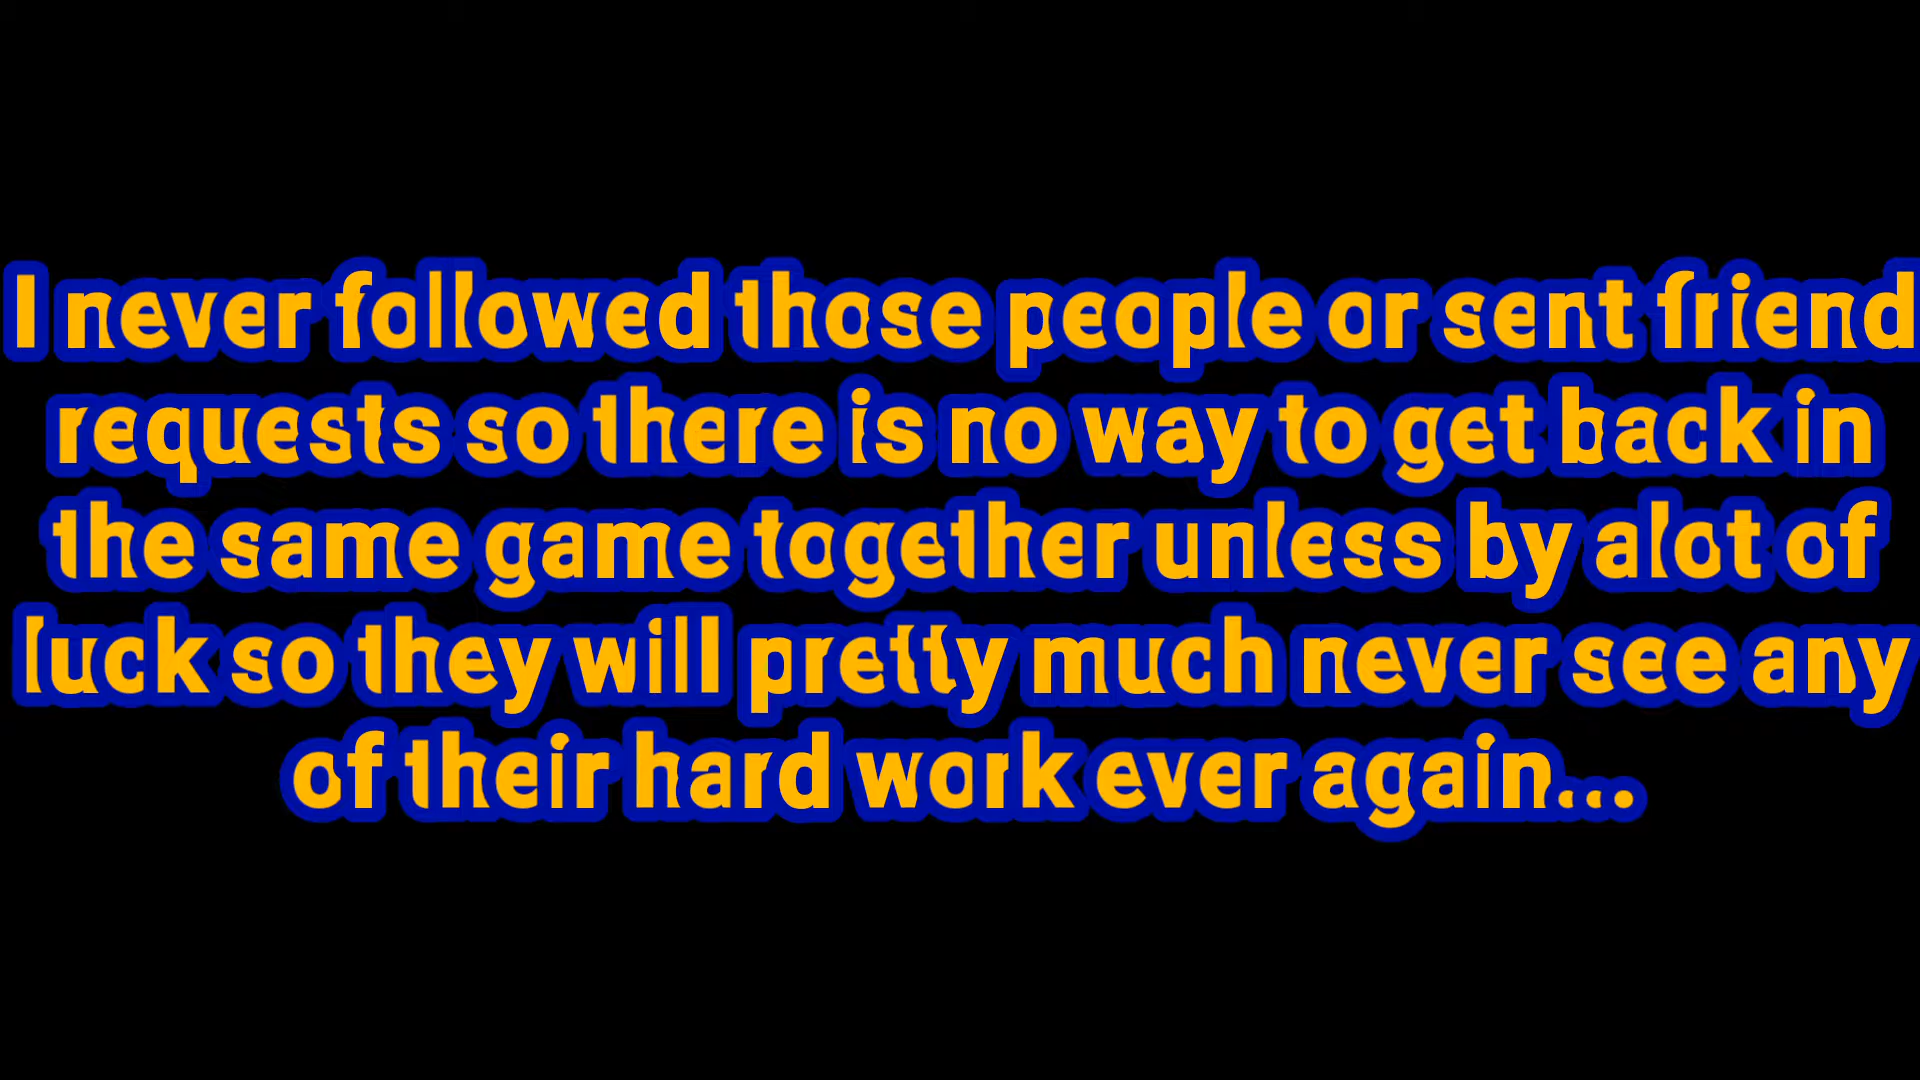 I never followed those people or sent friend
requests so there is no way to get back in
the same game together unless by alot of
luck so they will pretty much never see any
of their hard work ever again...